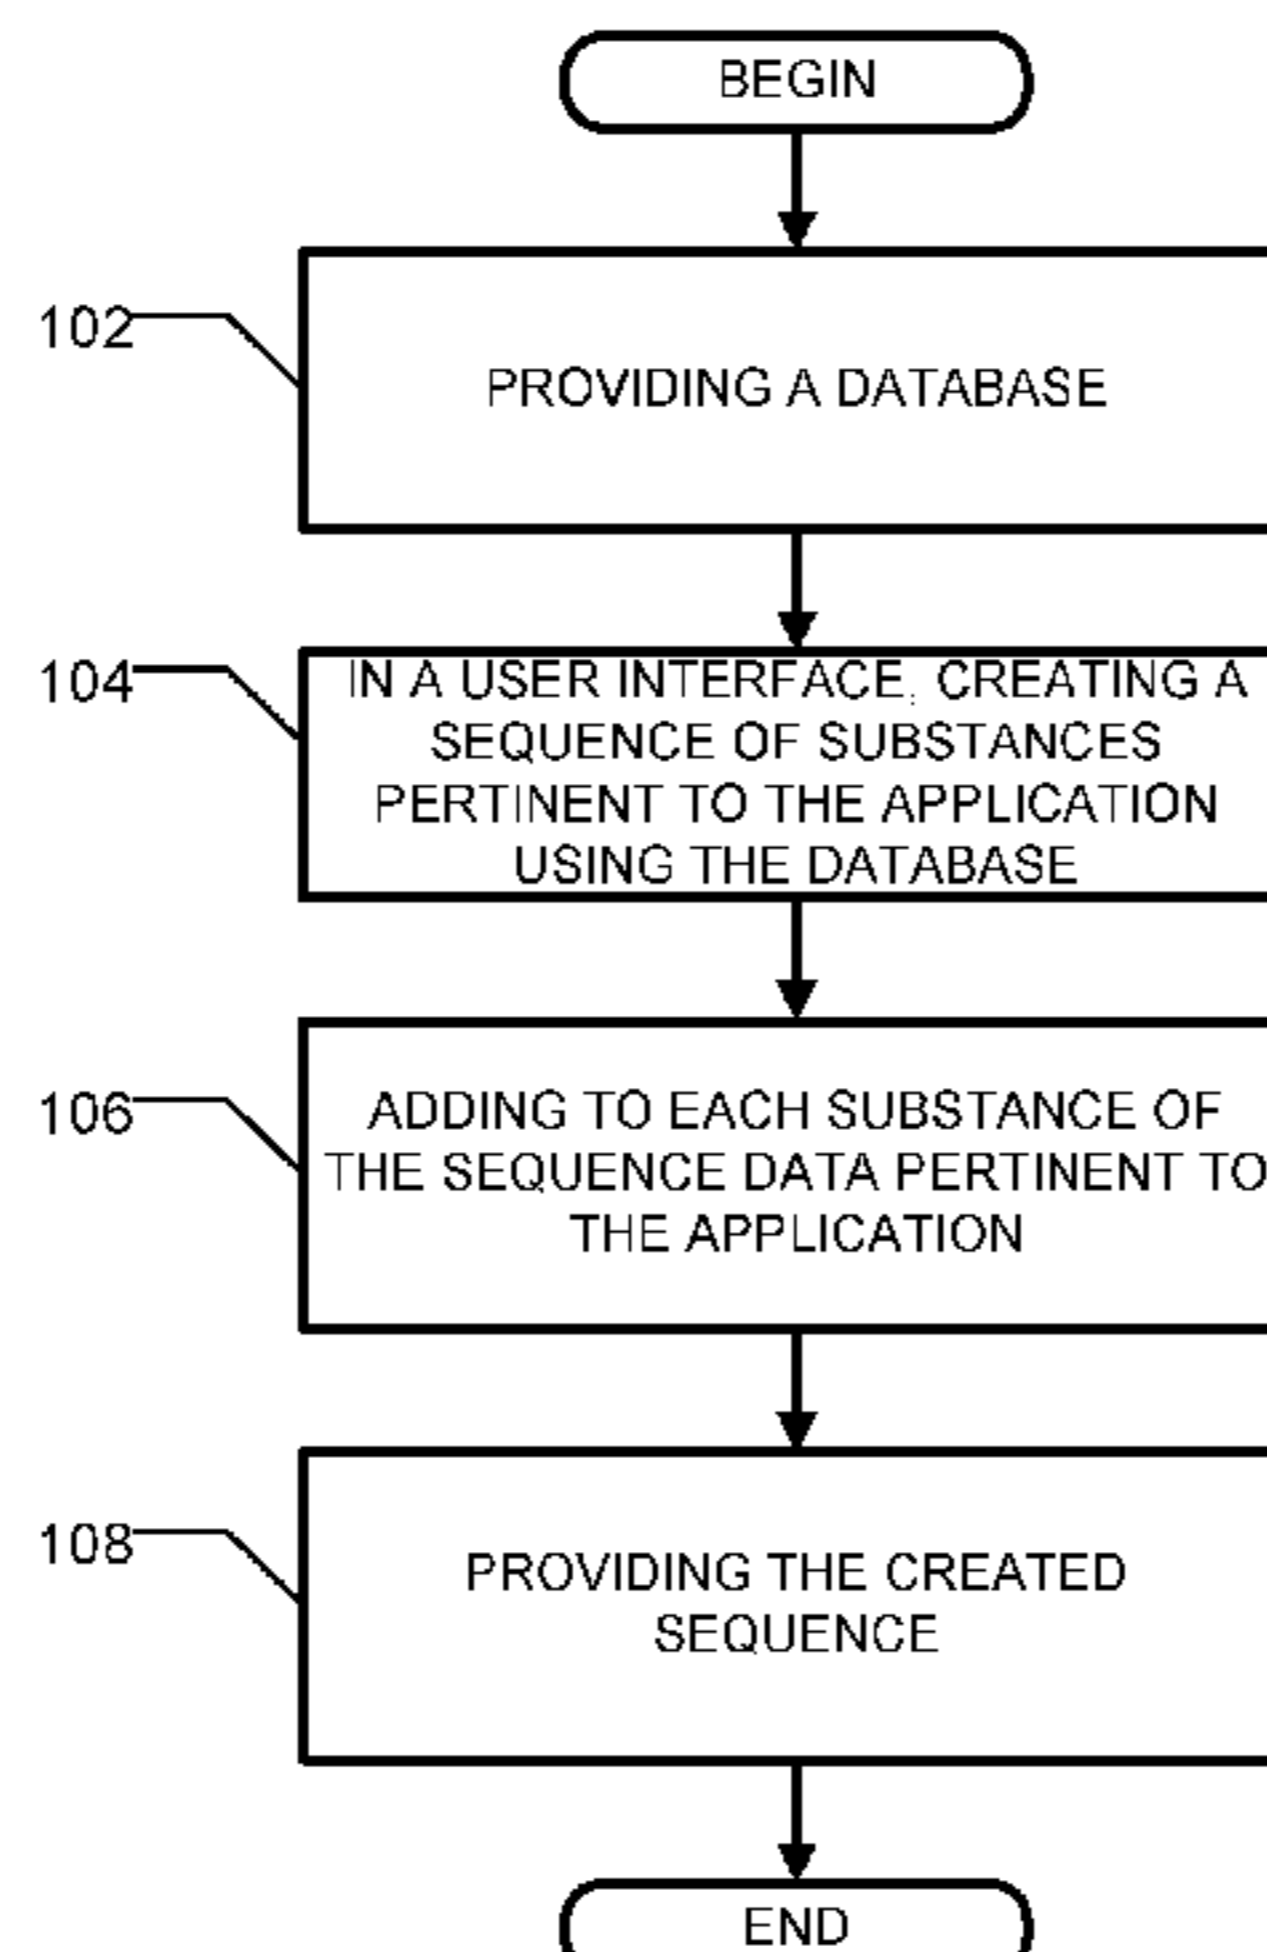 BEGIN
102
PROVIDING A DATABASE
104
IN A USER INTERFACE, CREATING A
SEQUENCE OF SUBSTANCES
PERTINENT TO THE APPLICATION
USING THE DATABASE
106
ADDING TO EACH SUBSTANCE OF
THE SEQUENCE DATA PERTINENT TO
THE APPLICATION
108
PROVIDING THE CREATED
SEQUENCE
END